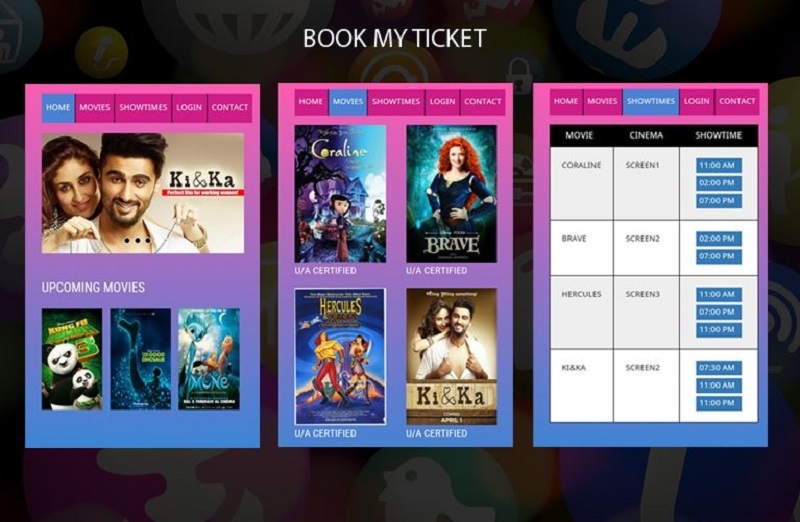 BOOK MY TICKET
HOME MOVIES SHOWTIMES LOGIN CONTACT
Ki&Ka
Perfect film for working women!
UPCOMING MOVIES
KUNG FU
PANDA
3
THE GOOD
DINOSAUR
MUNE
HOME MOVIES SHOWTIMES LOGIN CONTACT
Coraline
U/A CERTIFIED
BRAVE
U/A CERTIFIED
HERCULES
U/A CERTIFIED
Ki&Ka
COMING
APRIL 1
U/A CERTIFIED
HOME MOVIES SHOWTIMES LOGIN CONTACT
MOVIE CINEMA SHOWTIME
CORALINE SCREEN1 11:00 AM
02:00 PM
07:00 PM
BRAVE SCREEN2 02:00 PM
07:00 PM
HERCULES SCREEN3 11:00 AM
07:00 PM
11:00 PM
KI&KA SCREEN2 07:30 AM
11:00 AM
11:00 PM